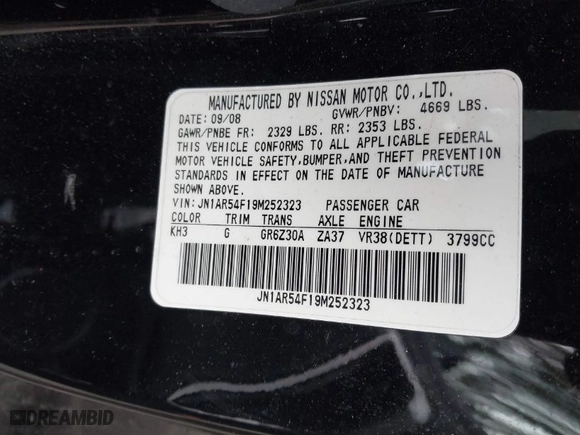 MANUFACTURED BY NISSAN MOTOR CO.,LTD.
DATE: 09/08 GVWR/PNBV: 4669 LBS.
GAWR/PNBE FR: 2329 LBS. RR: 2353 LBS.
THIS VEHICLE CONFORMS TO ALL APPLICABLE FEDERAL
MOTOR VEHICLE SAFETY,BUMPER,AND THEFT PREVENTION
STANDARDS IN EFFECT ON THE DATE OF MANUFACTURE
SHOWN ABOVE.
VIN:JN1AR54F19M252323 PASSENGER CAR
COLOR TRIM TRANS AXLE ENGINE
KH3 G GR6Z30A ZA37 VR38(DETT) 3799CC
JN1AR54F19M252323
DREAMBID